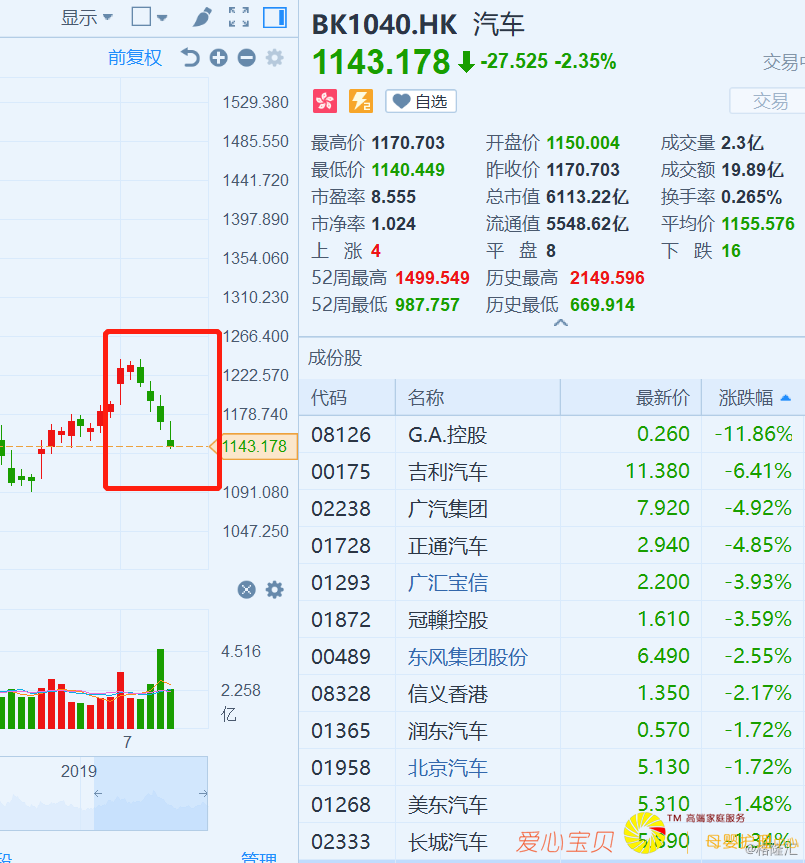 显示
前复权
1529.380
1485.550
1441.720
1397.890
1354.060
1310.230
1266.400
1222.570
1178.740
1143.178
1091.080
1047.250
4.516
2.258
亿
7
2019
管理
BK1040.HK 汽车
1143.178 -27.525 -2.35%
交易中
2 自选 交易
最高价 1170.703 开盘价 1150.004 成交量 2.3亿
最低价 1140.449 昨收价 1170.703 成交额 19.89亿
市盈率 8.555 总市值 6113.22亿 换手率 0.265%
市净率 1.024 流通值 5548.62亿 平均价 1155.576
上 涨 4 平 盘 8 下 跌 16
52周最高 1499.549 历史最高 2149.596
52周最低 987.757 历史最低 669.914
成份股
代码 名称 最新价 涨跌幅
08126 G.A.控股 0.260 -11.86%
00175 吉利汽车 11.380 -6.41%
02238 广汽集团 7.920 -4.92%
01728 正通汽车 2.940 -4.85%
01293 广汇宝信 2.200 -3.93%
01872 冠轈控股 1.610 -3.59%
00489 东风集团股份 6.490 -2.55%
08328 信义香港 1.350 -2.17%
01365 润东汽车 0.570 -1.72%
01958 北京汽车 5.130 -1.72%
01268 美东汽车 5.310 -1.48%
02333 长城汽车 -1.34%
爱心宝贝
TM 高端家庭服务
@格隆汇